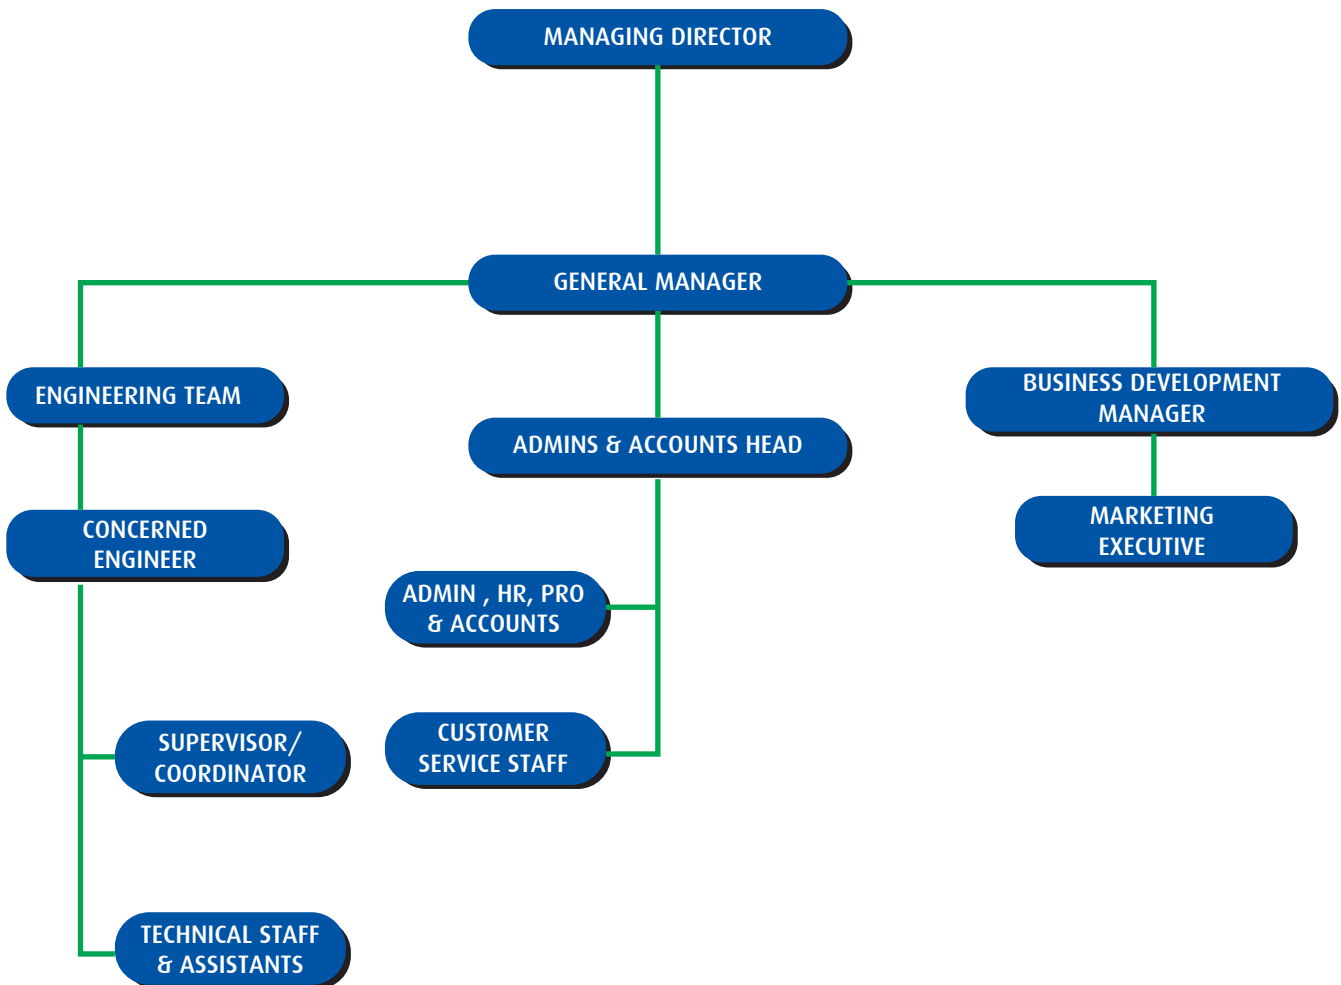 MANAGING DIRECTOR
GENERAL MANAGER
ENGINEERING TEAM
BUSINESS DEVELOPMENT
MANAGER
ADMINS & ACCOUNTS HEAD
CONCERNED
ENGINEER
MARKETING
EXECUTIVE
ADMIN , HR, PRO
& ACCOUNTS
SUPERVISOR/
COORDINATOR
CUSTOMER
SERVICE STAFF
TECHNICAL STAFF
& ASSISTANTS